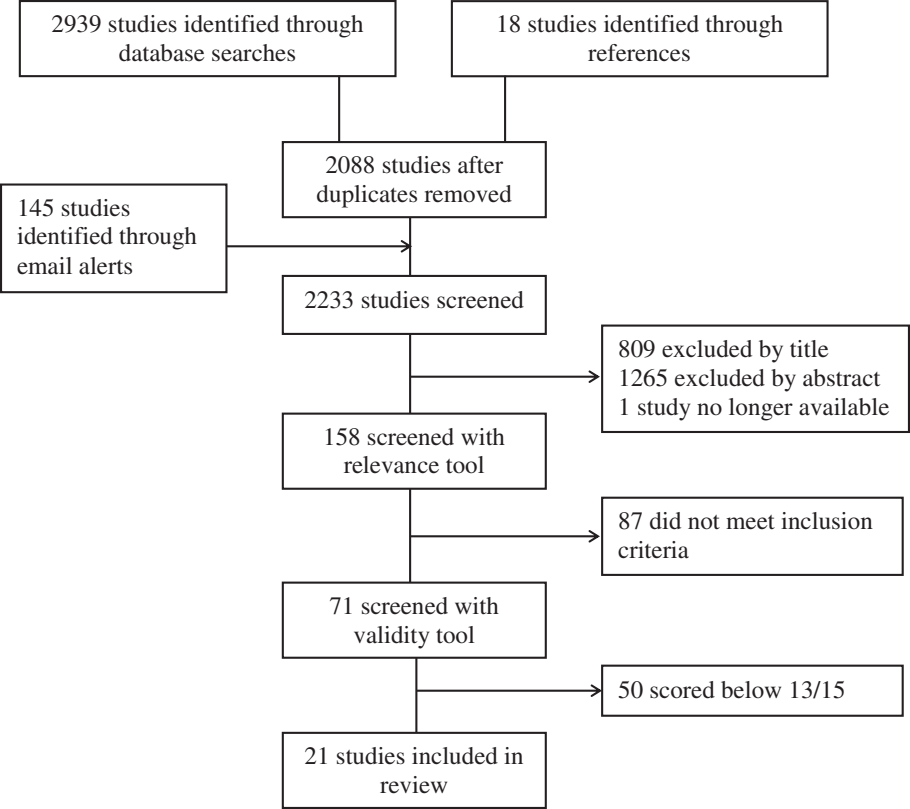 2939 studies identified through
database searches
18 studies identified through
references
2088 studies after
duplicates removed
145 studies
identified through
email alerts
2233 studies screened
809 excluded by title
1265 excluded by abstract
1 study no longer available
158 screened with
relevance tool
87 did not meet inclusion
criteria
71 screened with
validity tool
50 scored below 13/15
21 studies included in
review